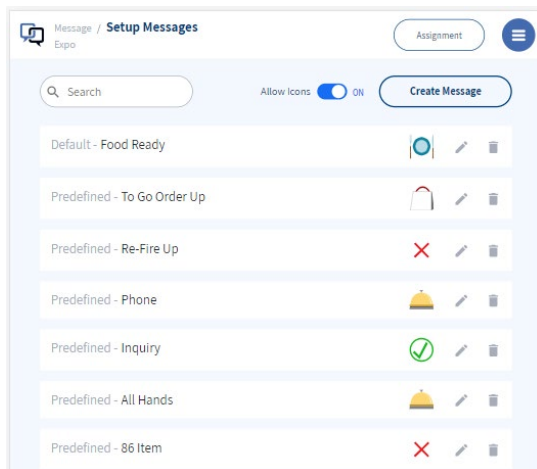 Message / Setup Messages
Expo
Assignment
Search
Allow Icons ON
Create Message
Default - Food Ready
Predefined - To Go Order Up
Predefined - Re-Fire Up
Predefined - Phone
Predefined - Inquiry
Predefined - All Hands
Predefined - 86 Item